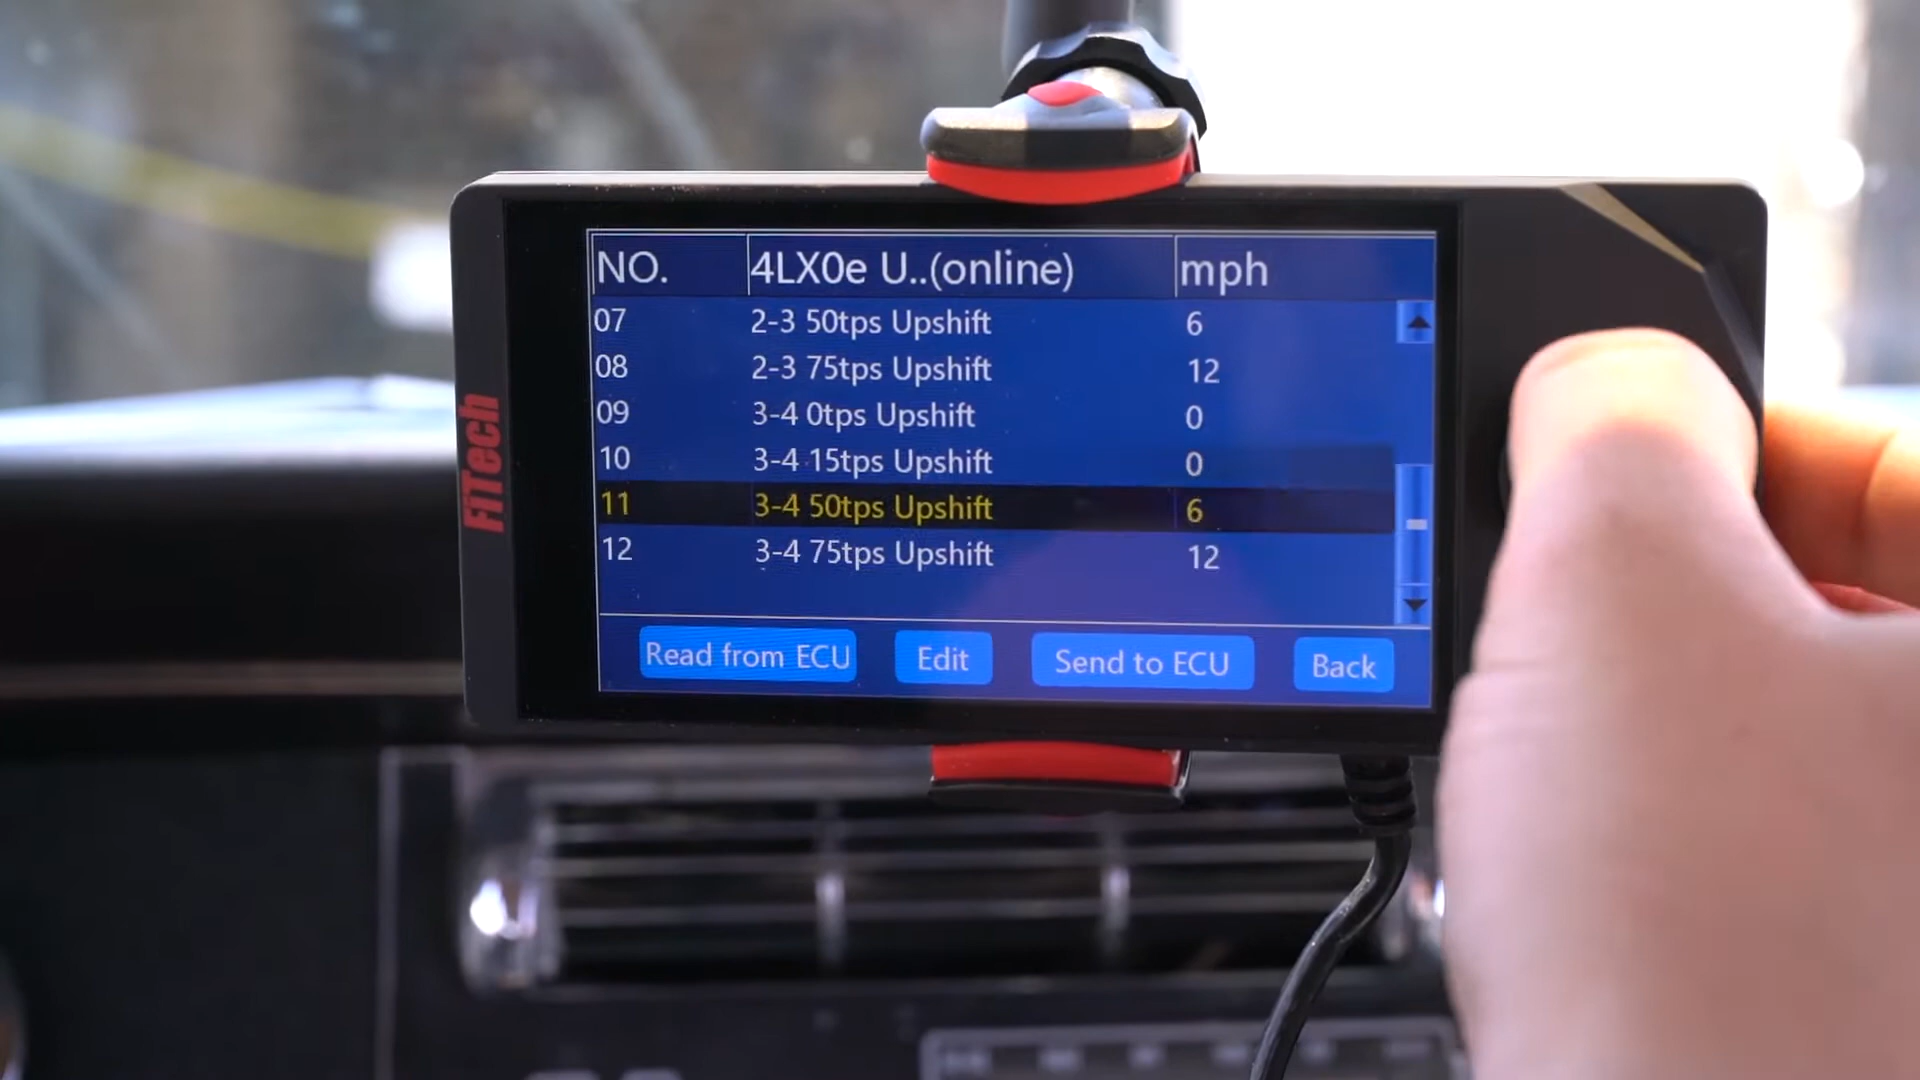 FiTech
NO. 4LX0e U..(online) mph
07 2-3 50tps Upshift 6
08 2-3 75tps Upshift 12
09 3-4 0tps Upshift 0
10 3-4 15tps Upshift 0
11 3-4 50tps Upshift 6
12 3-4 75tps Upshift 12
Read from ECU Edit Send to ECU Back